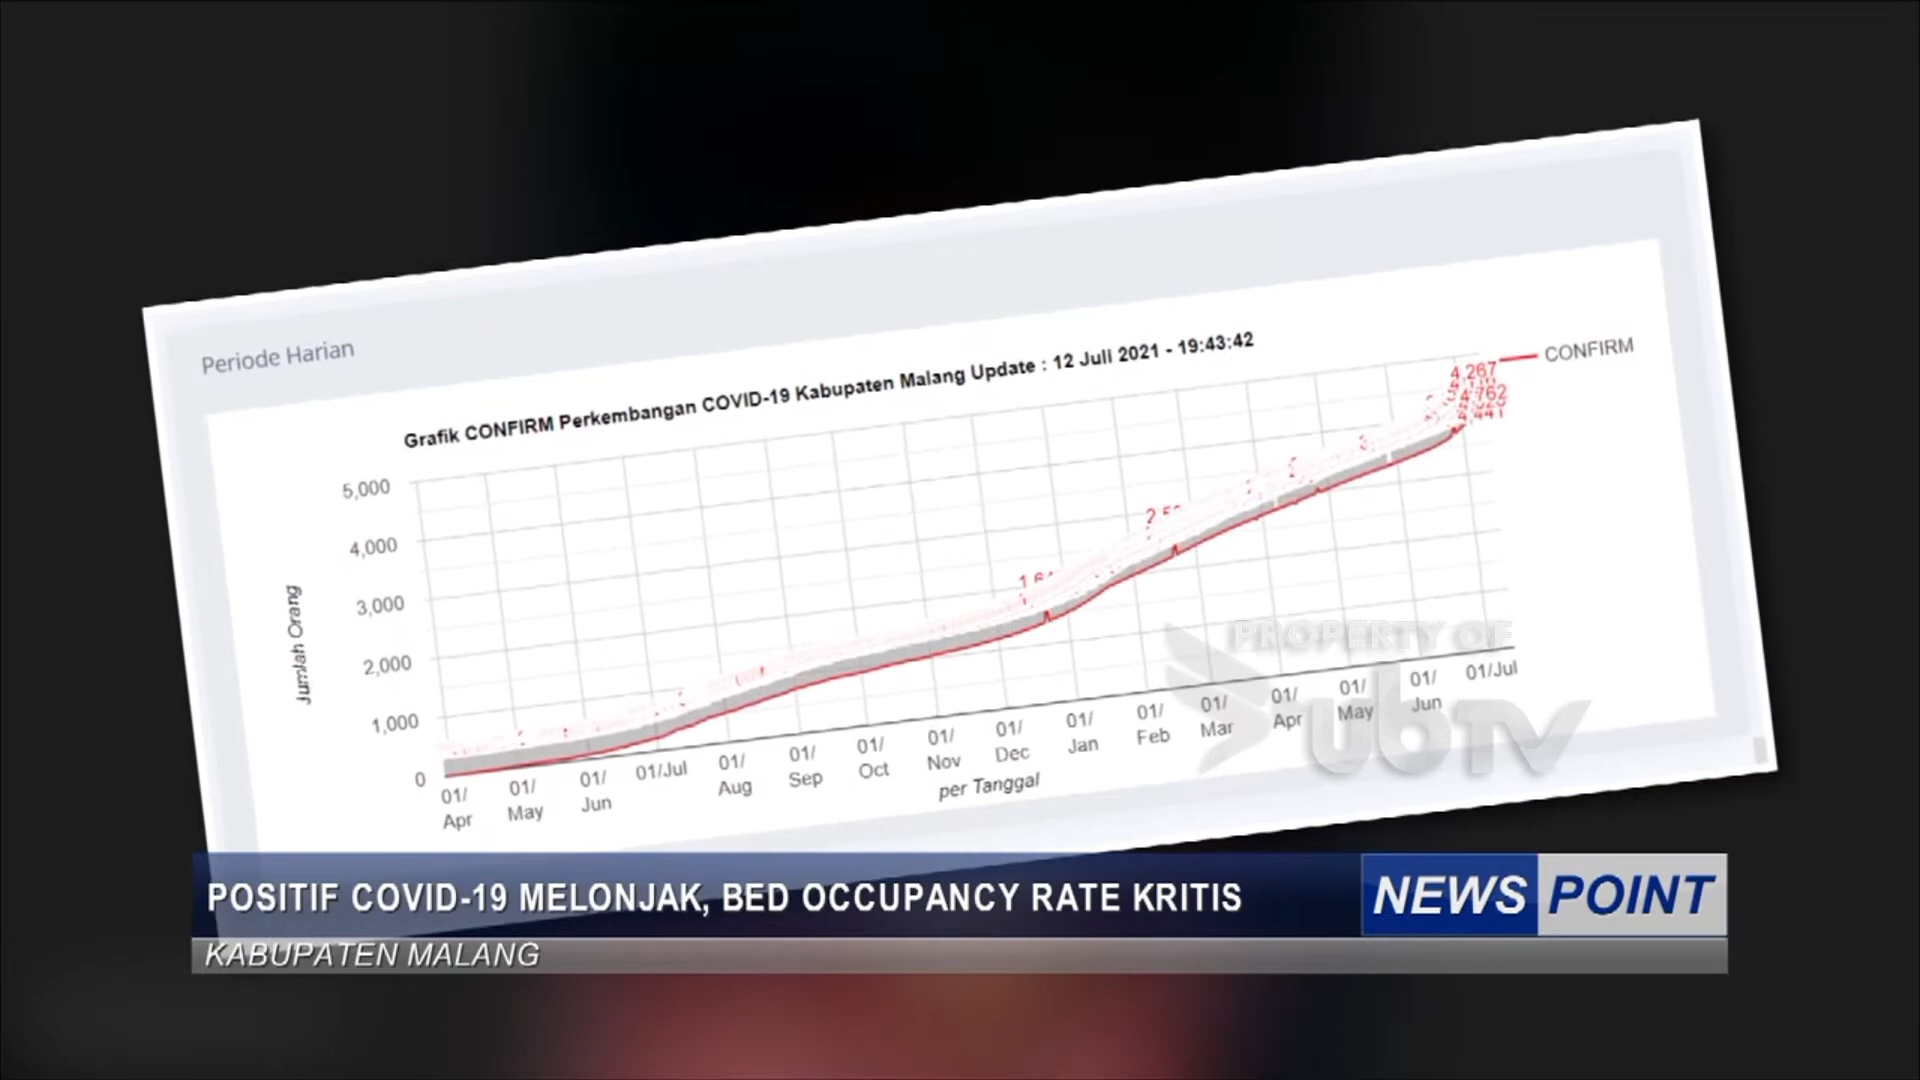 Periode Harian
Grafik CONFIRM Perkembangan COVID-19 Kabupaten Malang Update : 12 Juli 2021 - 19:43:42
CONFIRM
4,267
4,762
4,441
5,000
4,000
3,000
2,000
1,000
0
Jumlah Orang
01/ Apr
01/ May
01/ Jun
01/Jul
01/ Aug
01/ Sep
01/ Oct
01/ Nov
01/ Dec
01/ Jan
01/ Feb
01/ Mar
01/ Apr
01/ May
01/ Jun
01/Jul
per Tanggal
PROPERTY OF
UBTV
POSITIF COVID-19 MELONJAK, BED OCCUPANCY RATE KRITIS
NEWS POINT
KABUPATEN MALANG